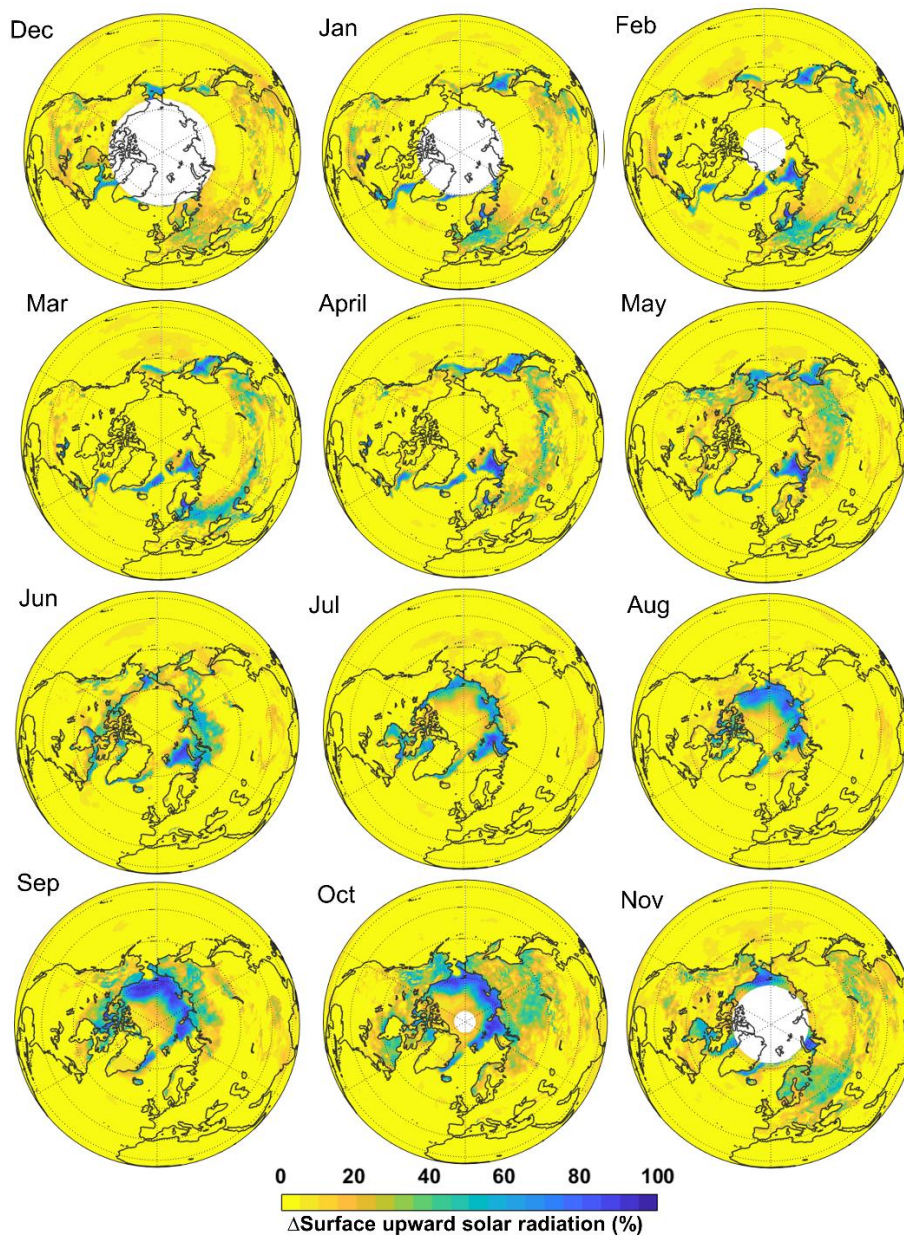 Dec Jan Feb
Mar April May
Jun Jul Aug
Sep Oct Nov
0 20 40 60 80 100
ΔSurface upward solar radiation (%)